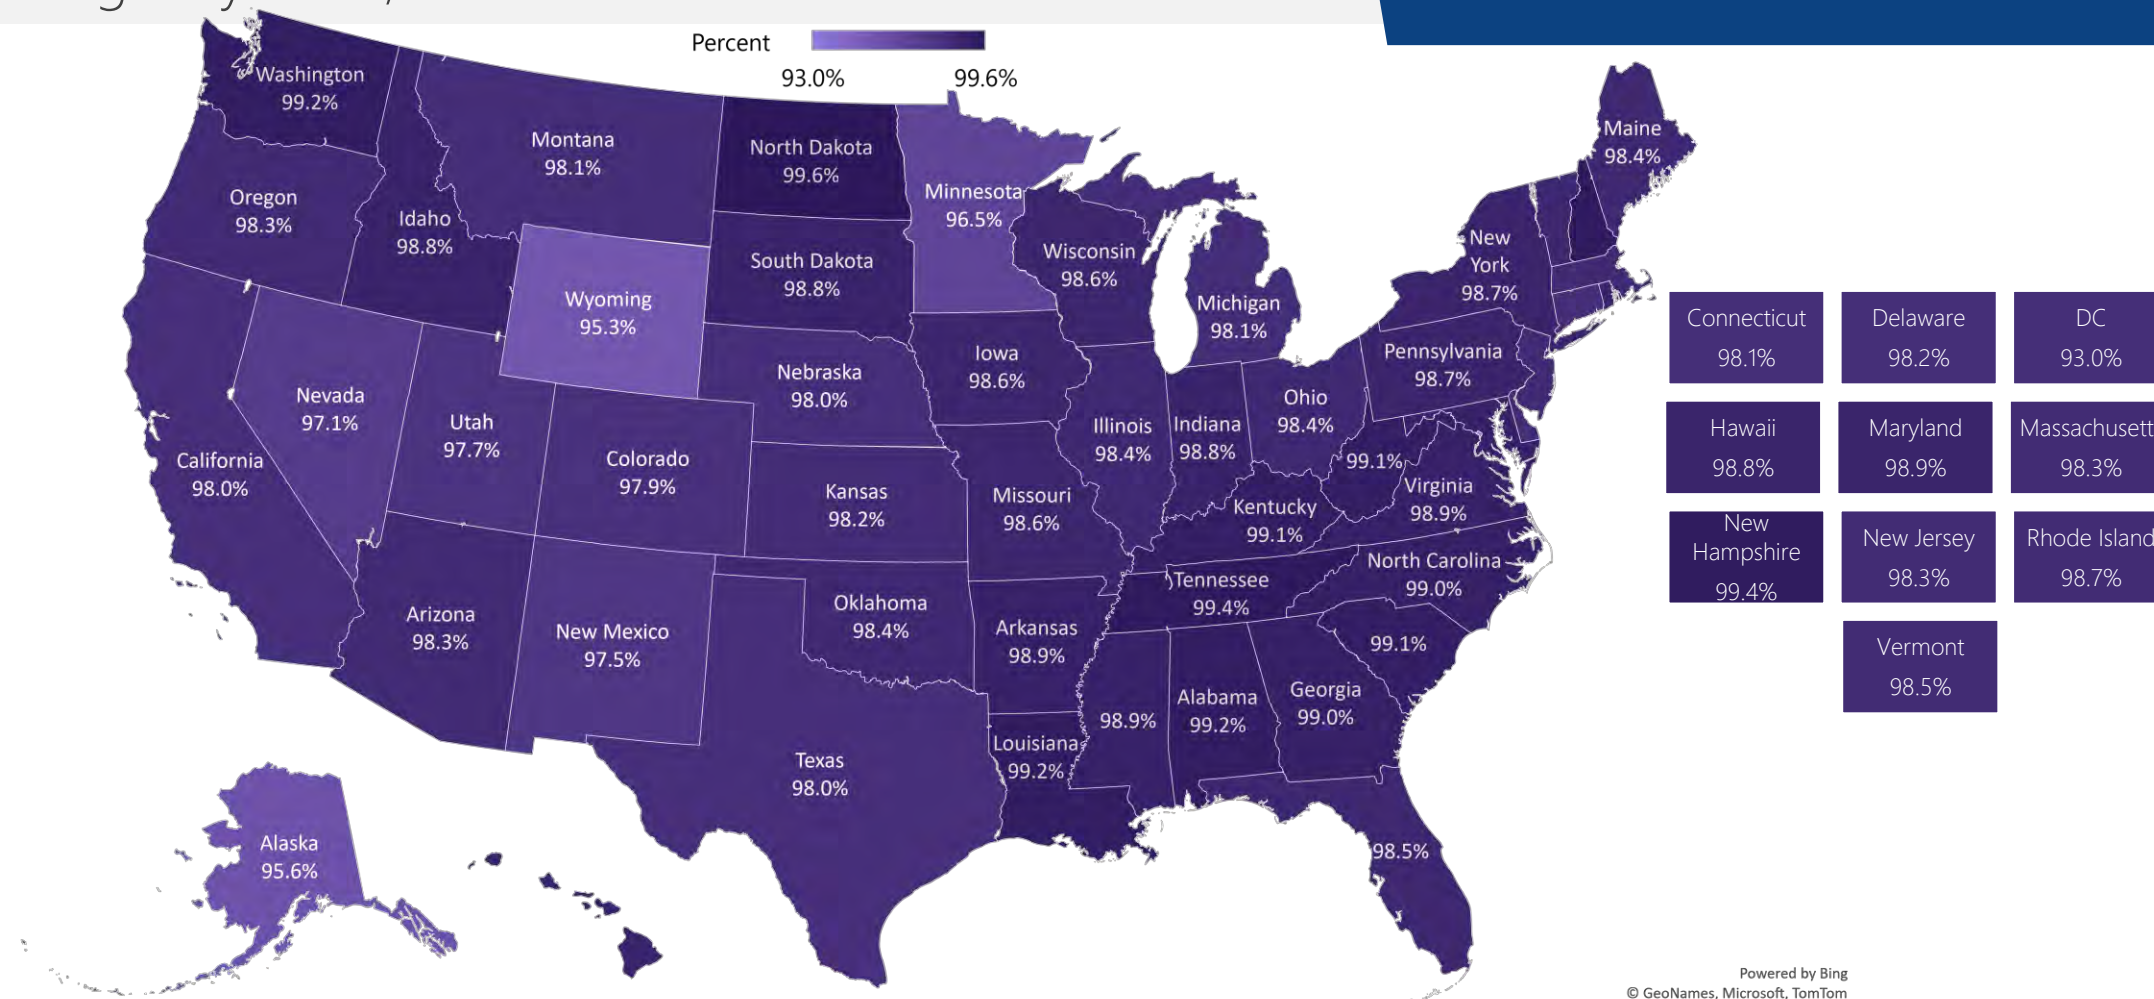 Percent
93.0%
99.6%
Washington
99.2%
Montana
98.1%
North Dakota
99.6%
Minnesota
96.5%
Maine
98.4%
Oregon
98.3%
Idaho
98.8%
South Dakota
98.8%
Wisconsin
98.6%
Michigan
98.1%
New
York
98.7%
Wyoming
95.3%
Iowa
98.6%
Pennsylvania
98.7%
Nebraska
98.0%
Nevada
97.1%
Utah
97.7%
Colorado
97.9%
California
98.0%
Kansas
98.2%
Missouri
98.6%
Illinois
98.4%
Indiana
98.8%
Ohio
98.4%
99.1%
Virginia
98.9%
Kentucky
99.1%
North Carolina
99.0%
Tennessee
99.4%
Arizona
98.3%
New Mexico
97.5%
Oklahoma
98.4%
Arkansas
98.9%
99.1%
98.9%
Alabama
99.2%
Georgia
99.0%
Louisiana
99.2%
Texas
98.0%
98.5%
Alaska
95.6%
Connecticut
98.1%
Delaware
98.2%
DC
93.0%
Hawaii
98.8%
Maryland
98.9%
Massachusett
98.3%
New
Hampshire
99.4%
New Jersey
98.3%
Rhode Island
98.7%
Vermont
98.5%
Powered by Bing
© GeoNames, Microsoft, TomTom